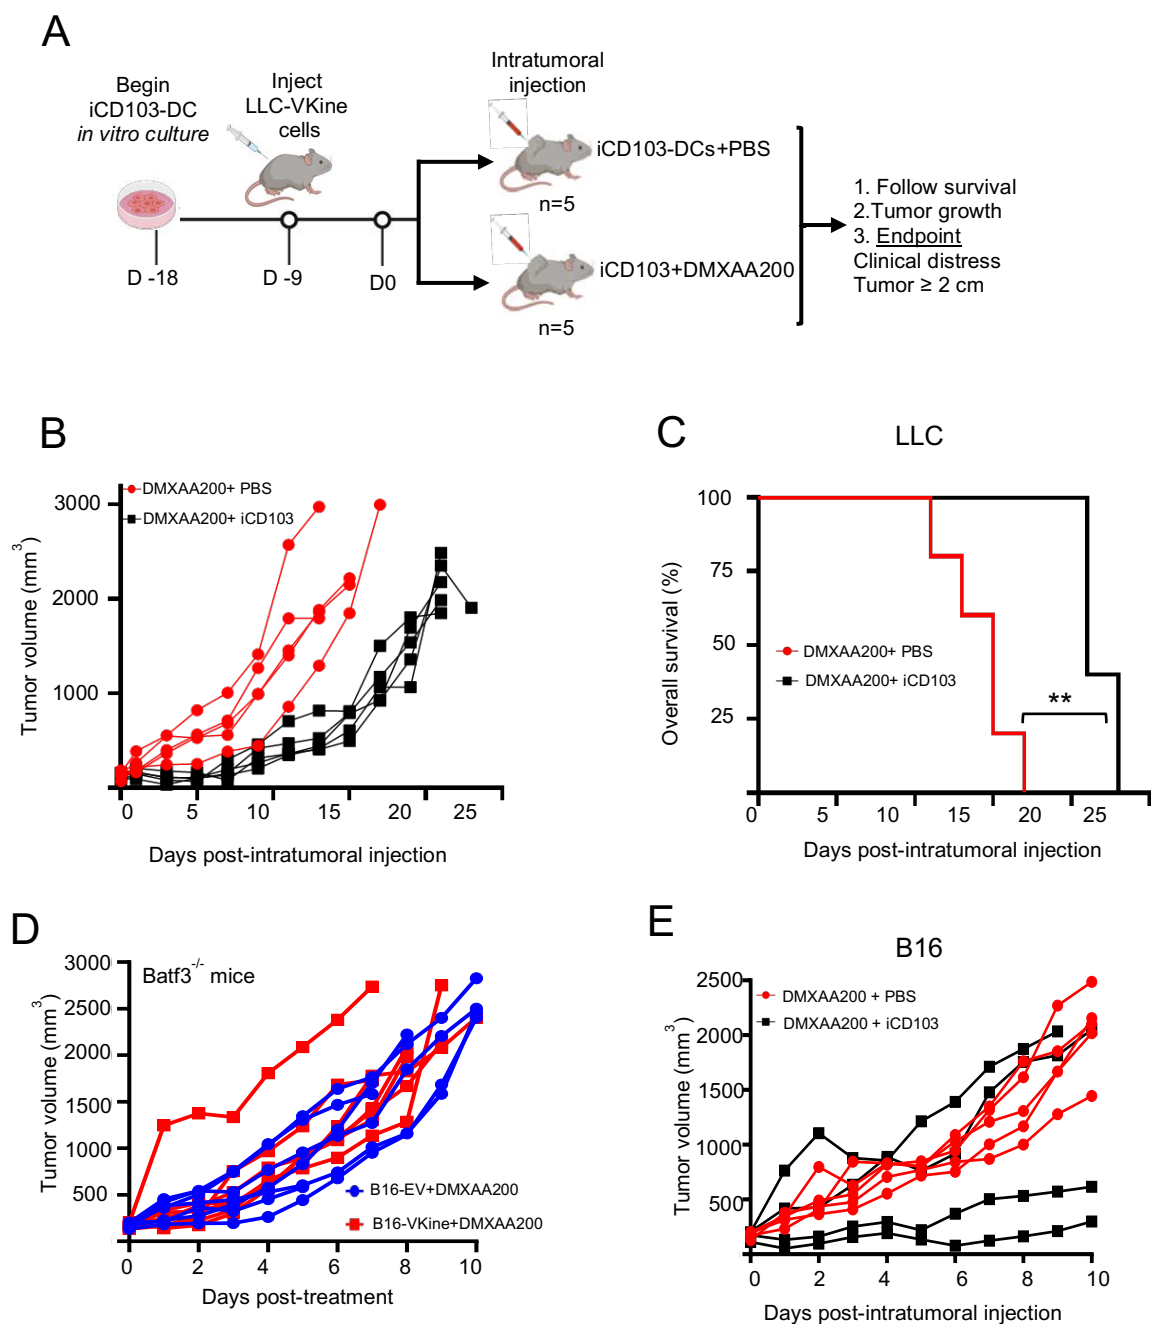 A
Begin
iCD103-DC
in vitro culture
Inject
LLC-VKine
cells
Intratumoral
injection
iCD103-DCs+PBS
n=5
iCD103+DMXAA200
n=5
D -18
D -9
D0
1. Follow survival
2.Tumor growth
3. Endpoint
Clinical distress
Tumor ≥ 2 cm
B
DMXAA200+ PBS
DMXAA200+ iCD103
Tumor volume (mm3)
3000
2000
1000
0 5 10 15 20 25
Days post-intratumoral injection
C
LLC
Overall survival (%)
100
75
50
25
DMXAA200+ PBS
DMXAA200+ iCD103
**
0 5 10 15 20 25
Days post-intratumoral injection
D
Batf3-/- mice
Tumor volume (mm3)
3000
2500
2000
1500
1000
500
B16-EV+DMXAA200
B16-VKine+DMXAA200
0 2 4 6 8 10
Days post-treatment
E
B16
DMXAA200 + PBS
DMXAA200 + iCD103
Tumor volume (mm3)
2500
2000
1500
1000
500
0 2 4 6 8 10
Days post-intratumoral injection